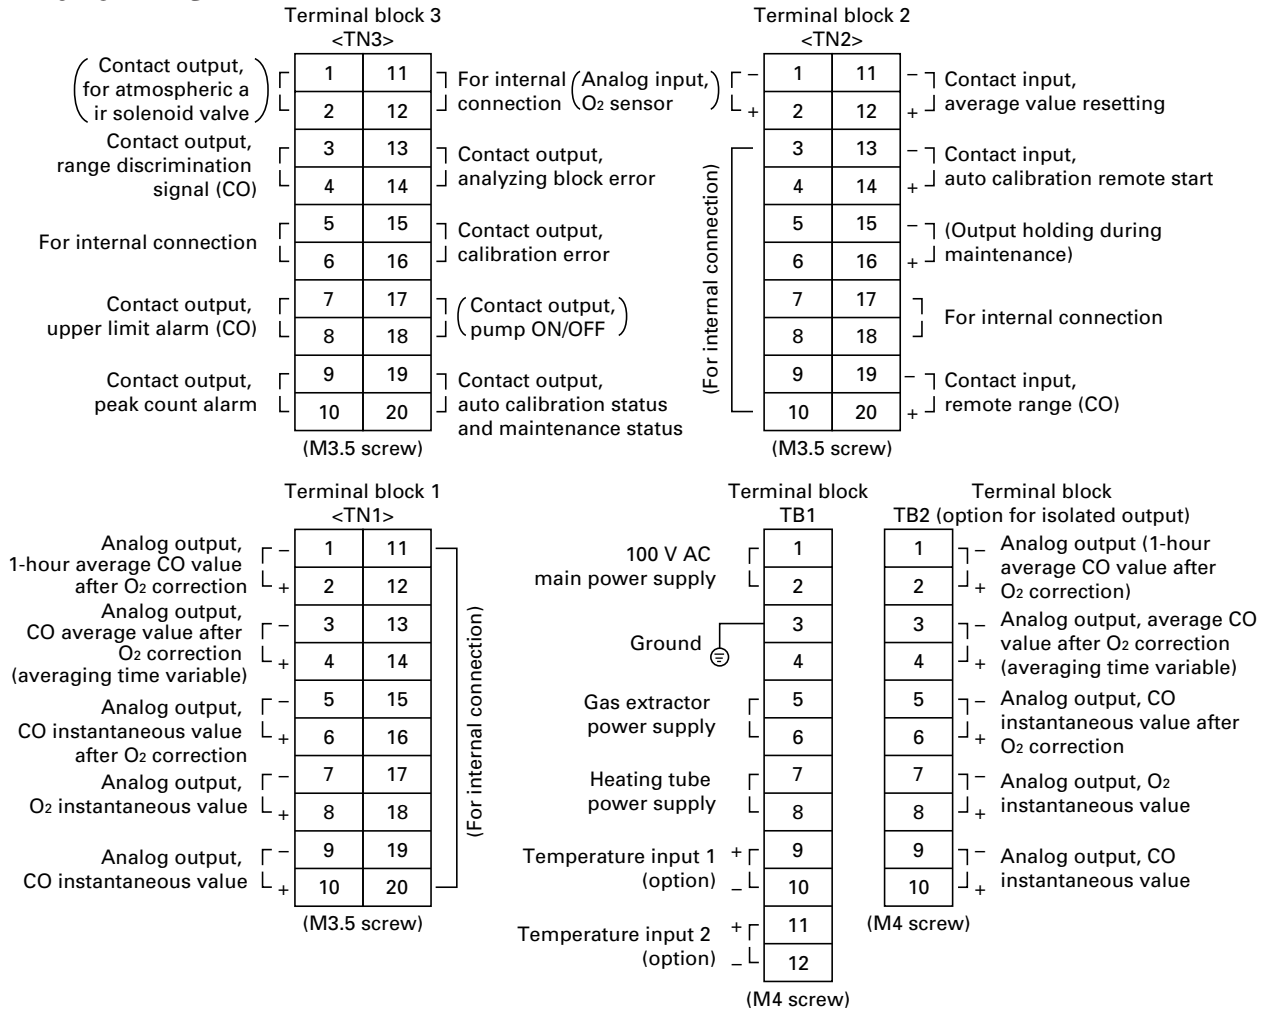 Terminal block 3
<TN3>
Contact output,
for atmospheric a
ir solenoid valve
Contact output,
range discrimination
signal (CO)
For internal connection
Contact output,
upper limit alarm (CO)
Contact output,
peak count alarm
1 11
2 12
3 13
4 14
5 15
6 16
7 17
8 18
9 19
10 20
For internal
connection
Contact output,
analyzing block error
Contact output,
calibration error
Contact output,
pump ON/OFF
Contact output,
auto calibration status
and maintenance status
(M3.5 screw)
Terminal block 2
<TN2>
Analog input,
O2 sensor
–
+
(For internal connection)
1 11
2 12
3 13
4 14
5 15
6 16
7 17
8 18
9 19
10 20
– Contact input,
+ average value resetting
– Contact input,
+ auto calibration remote start
– (Output holding during
+ maintenance)
For internal connection
– Contact input,
+ remote range (CO)
(M3.5 screw)
Terminal block 1
<TN1>
Analog output,
1-hour average CO value
after O2 correction
–
+
Analog output,
CO average value after
O2 correction
(averaging time variable)
–
+
Analog output,
CO instantaneous value
after O2 correction
–
+
Analog output,
O2 instantaneous value
–
+
Analog output,
CO instantaneous value
–
+
1 11
2 12
3 13
4 14
5 15
6 16
7 17
8 18
9 19
10 20
(For internal connection)
(M3.5 screw)
Terminal block
TB1
100 V AC
main power supply
Ground
Gas extractor
power supply
Heating tube
power supply
Temperature input 1
(option)
+
–
Temperature input 2
(option)
+
–
1
2
3
4
5
6
7
8
9
10
11
12
(M4 screw)
Terminal block
TB2 (option for isolated output)
1
2
3
4
5
6
7
8
9
10
–
+
Analog output (1-hour
average CO value after
O2 correction)
–
+
Analog output, average CO
value after O2 correction
(averaging time variable)
–
+
Analog output, CO
instantaneous value after
O2 correction
–
+
Analog output, O2
instantaneous value
–
+
Analog output, CO
instantaneous value
(M4 screw)